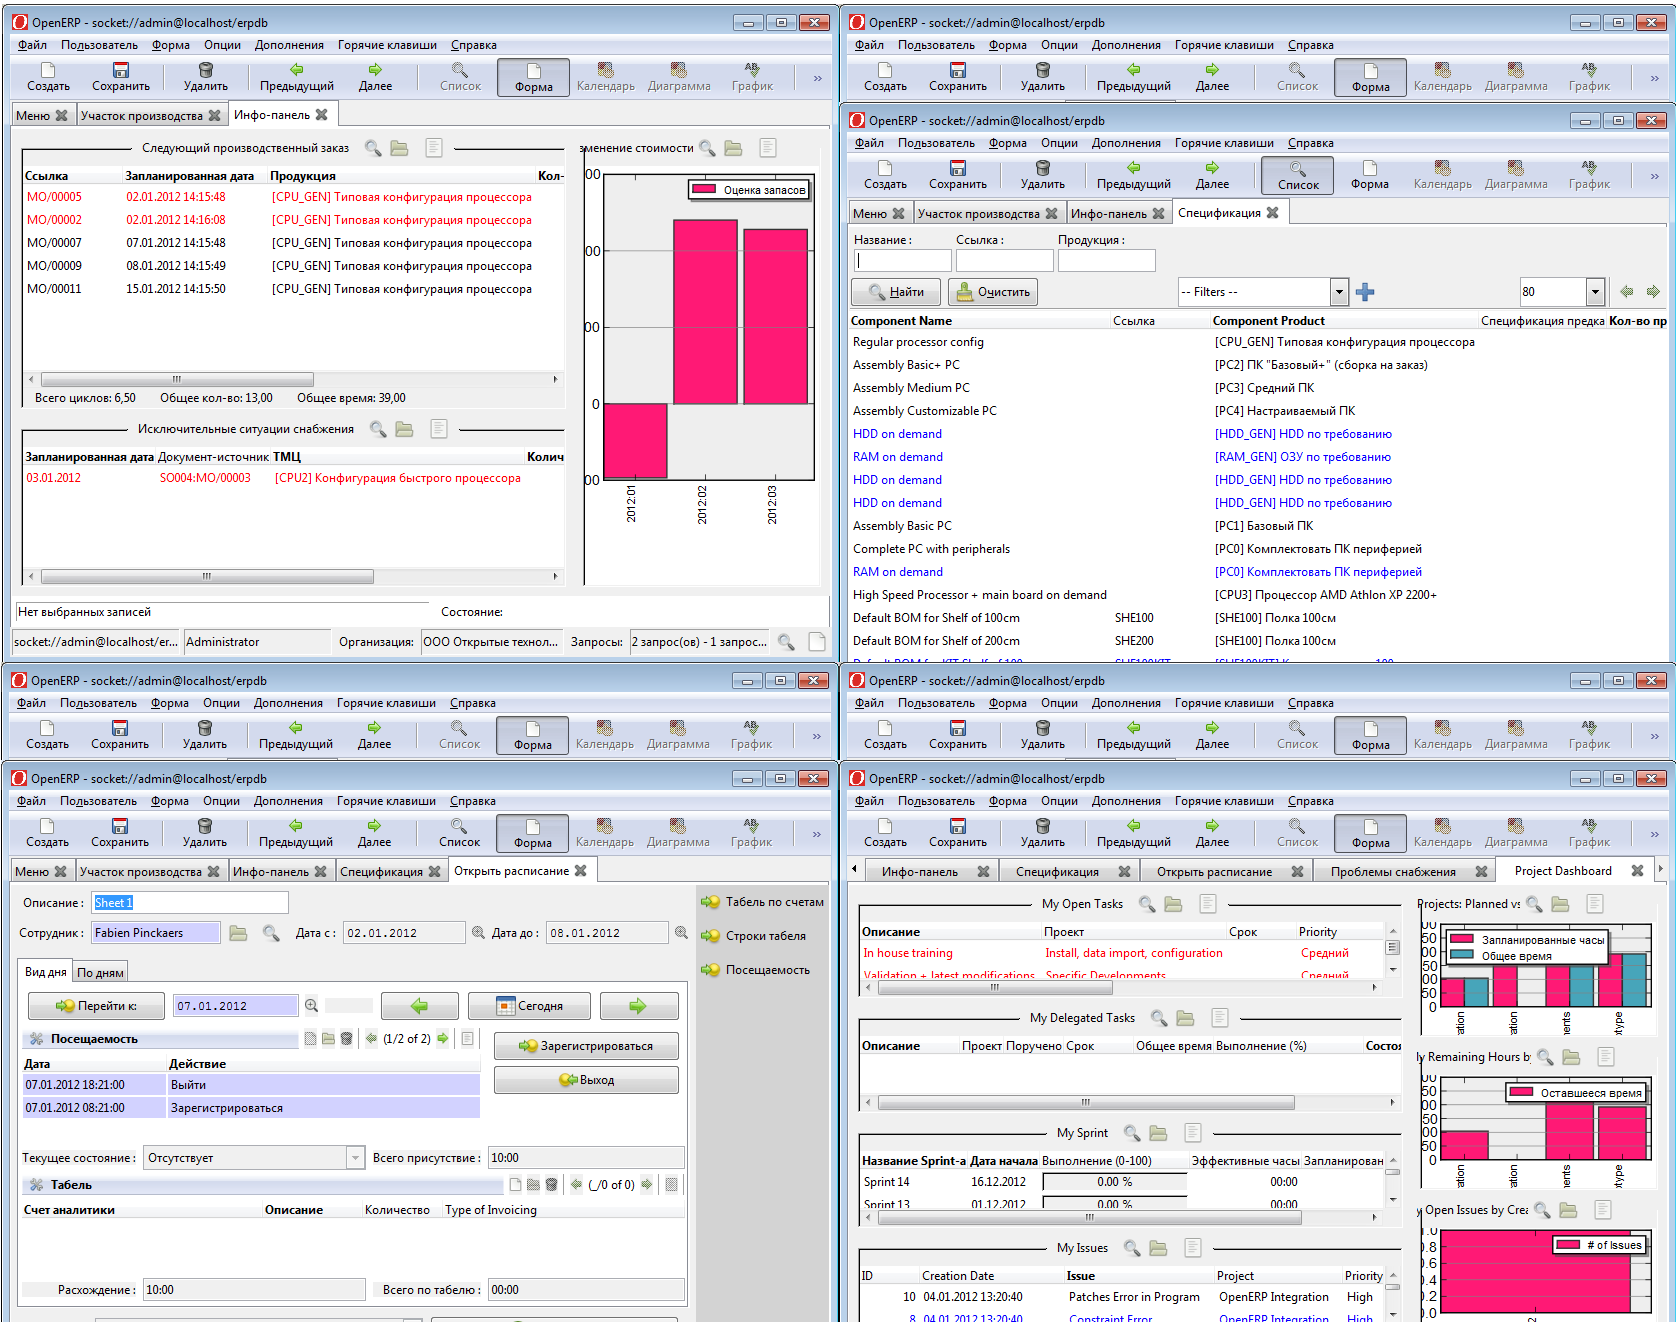 OpenERP - socket://admin@localhost/erpdb
Файл Пользователь Форма Опции Дополнения Горячие клавиши Справка
Создать Сохранить Удалить Предыдущий Далее Список Форма Календарь Диаграмма График »
Меню Участок производства Инфо-панель
Следующий производственный заказ
Ссылка Запланированная дата Продукция Кол-
MO/00005 02.01.2012 14:15:48 [CPU_GEN] Типовая конфигурация процессора
MO/00002 02.01.2012 14:16:08 [CPU_GEN] Типовая конфигурация процессора
MO/00007 07.01.2012 14:15:48 [CPU_GEN] Типовая конфигурация процессора
MO/00009 08.01.2012 14:15:49 [CPU_GEN] Типовая конфигурация процессора
MO/00011 15.01.2012 14:15:50 [CPU_GEN] Типовая конфигурация процессора
Всего циклов: 6,50 Общее кол-во: 13,00 Общее время: 39,00
Исключительные ситуации снабжения
Запланированная дата Документ-источник ТМЦ Колич
03.01.2012 SO004:MO/00003 [CPU2] Конфигурация быстрого процессора
зменение стоимости
Оценка запасов
00
00
00
0
00
2012:01 2012:02 2012:03
Нет выбранных записей Состояние:
socket://admin@localhost/er... Administrator Организация: ООО Открытые технол... Запросы: 2 запрос(ов) - 1 запрос...
OpenERP - socket://admin@localhost/erpdb
Файл Пользователь Форма Опции Дополнения Горячие клавиши Справка
Создать Сохранить Удалить Предыдущий Далее Список Форма Календарь Диаграмма График »
OpenERP - socket://admin@localhost/erpdb
Файл Пользователь Форма Опции Дополнения Горячие клавиши Справка
Создать Сохранить Удалить Предыдущий Далее Список Форма Календарь Диаграмма График »
Меню Участок производства Инфо-панель Спецификация
Название : Ссылка : Продукция :
Найти Очистить -- Filters -- 80
Component Name Ссылка Component Product Спецификация предка Кол-во пр
Regular processor config [CPU_GEN] Типовая конфигурация процессора
Assembly Basic+ PC [PC2] ПК "Базовый+" (сборка на заказ)
Assembly Medium PC [PC3] Средний ПК
Assembly Customizable PC [PC4] Настраиваемый ПК
HDD on demand [HDD_GEN] HDD по требованию
RAM on demand [RAM_GEN] ОЗУ по требованию
HDD on demand [HDD_GEN] HDD по требованию
HDD on demand [HDD_GEN] HDD по требованию
Assembly Basic PC [PC1] Базовый ПК
Complete PC with peripherals [PC0] Комплектовать ПК периферией
RAM on demand [PC0] Комплектовать ПК периферией
High Speed Processor + main board on demand [CPU3] Процессор AMD Athlon XP 2200+
Default BOM for Shelf of 100cm SHE100 [SHE100] Полка 100см
Default BOM for Shelf of 200cm SHE200 [SHE100] Полка 100см
OpenERP - socket://admin@localhost/erpdb
Файл Пользователь Форма Опции Дополнения Горячие клавиши Справка
Создать Сохранить Удалить Предыдущий Далее Список Форма Календарь Диаграмма График »
OpenERP - socket://admin@localhost/erpdb
Файл Пользователь Форма Опции Дополнения Горячие клавиши Справка
Создать Сохранить Удалить Предыдущий Далее Список Форма Календарь Диаграмма График »
Меню Участок производства Инфо-панель Спецификация Открыть расписание
Описание : Sheet 1
Сотрудник : Fabien Pinckaers Дата с : 02.01.2012 Дата до : 08.01.2012
Табель по счетам
Строки табеля
Посещаемость
Вид дня По дням
Перейти к: 07.01.2012 Сегодня
Посещаемость (1/2 of 2) Зарегистрироваться
Дата Действие
Выход
07.01.2012 18:21:00 Выйти
07.01.2012 08:21:00 Зарегистрироваться
Текущее состояние : Отсутствует Всего присутствие : 10:00
Табель (_/0 of 0)
Счет аналитики Описание Количество Type of Invoicing
Расхождение : 10:00 Всего по табелю : 00:00
OpenERP - socket://admin@localhost/erpdb
Файл Пользователь Форма Опции Дополнения Горячие клавиши Справка
Создать Сохранить Удалить Предыдущий Далее Список Форма Календарь Диаграмма График »
OpenERP - socket://admin@localhost/erpdb
Файл Пользователь Форма Опции Дополнения Горячие клавиши Справка
Создать Сохранить Удалить Предыдущий Далее Список Форма Календарь Диаграмма График »
Инфо-панель Спецификация Открыть расписание Проблемы снабжения Project Dashboard
My Open Tasks
Описание Проект Срок Priority
In house training Install, data import, configuration Средний
Validation + latest modifications Specific Developments Средний
My Delegated Tasks
Описание Проект Поручено Срок Общее время Выполнение (%) Состоя
My Sprint
Название Sprint-а Дата начала Выполнение (0-100) Эффективные часы Запланирован
Sprint 14 16.12.2012 0.00 % 00:00
Sprint 13 01.12.2012 0.00 % 00:00
My Issues
ID Creation Date Issue Project Priority
10 04.01.2012 13:20:40 Patches Error in Program OpenERP Integration High
8 04.01.2012 13:20:40 Constraint Error OpenERP Integration High
Projects: Planned vs
Запланированные часы
Общее время
00
50
00
50
00
50
0
ation ation nents otype
ly Remaining Hours by
Оставшееся время
00
50
00
50
00
50
0
ation ation nents otype
y Open Issues by Crea
# of Issues
1.0
0.8
0.6
0.4
0.2
0.0
2